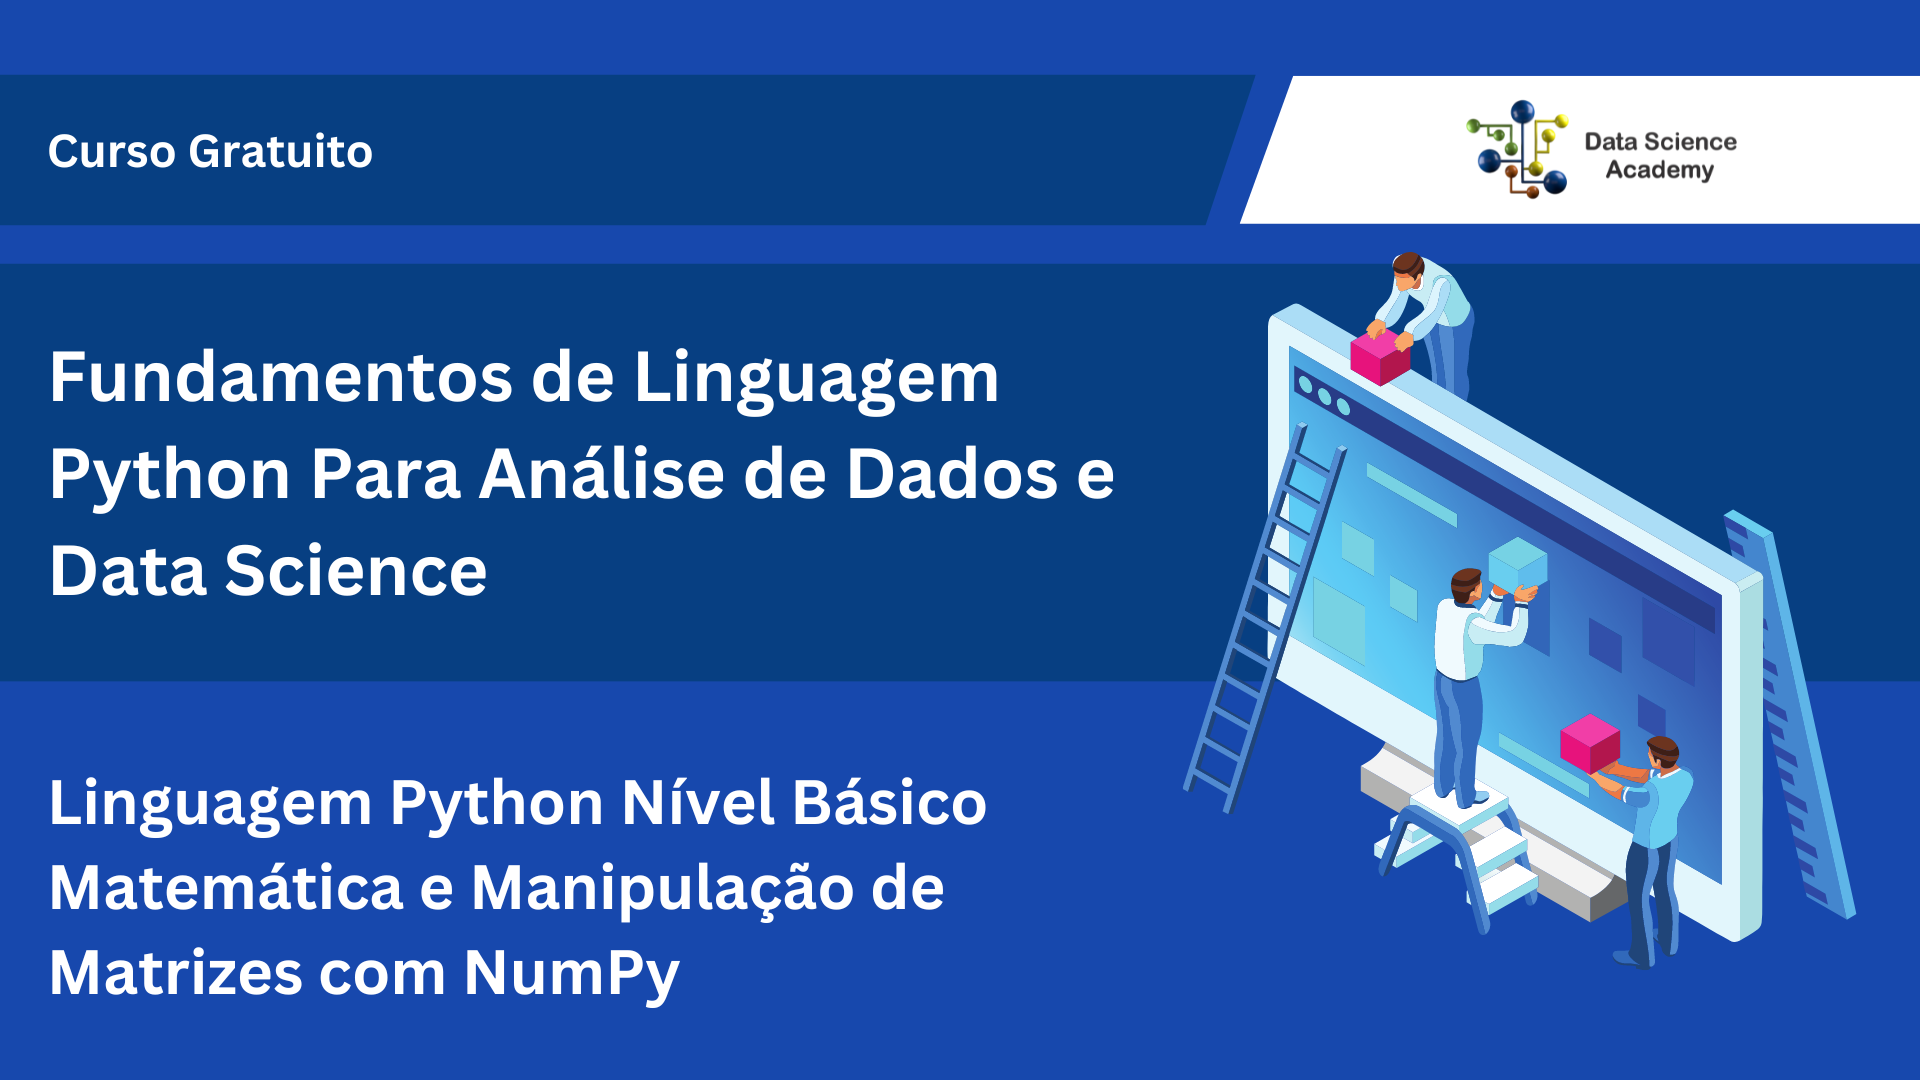 Curso Gratuito
Data Science
Academy
Fundamentos de Linguagem
Python Para Análise de Dados e
Data Science
Linguagem Python Nível Básico
Matemática e Manipulação de
Matrizes com NumPy